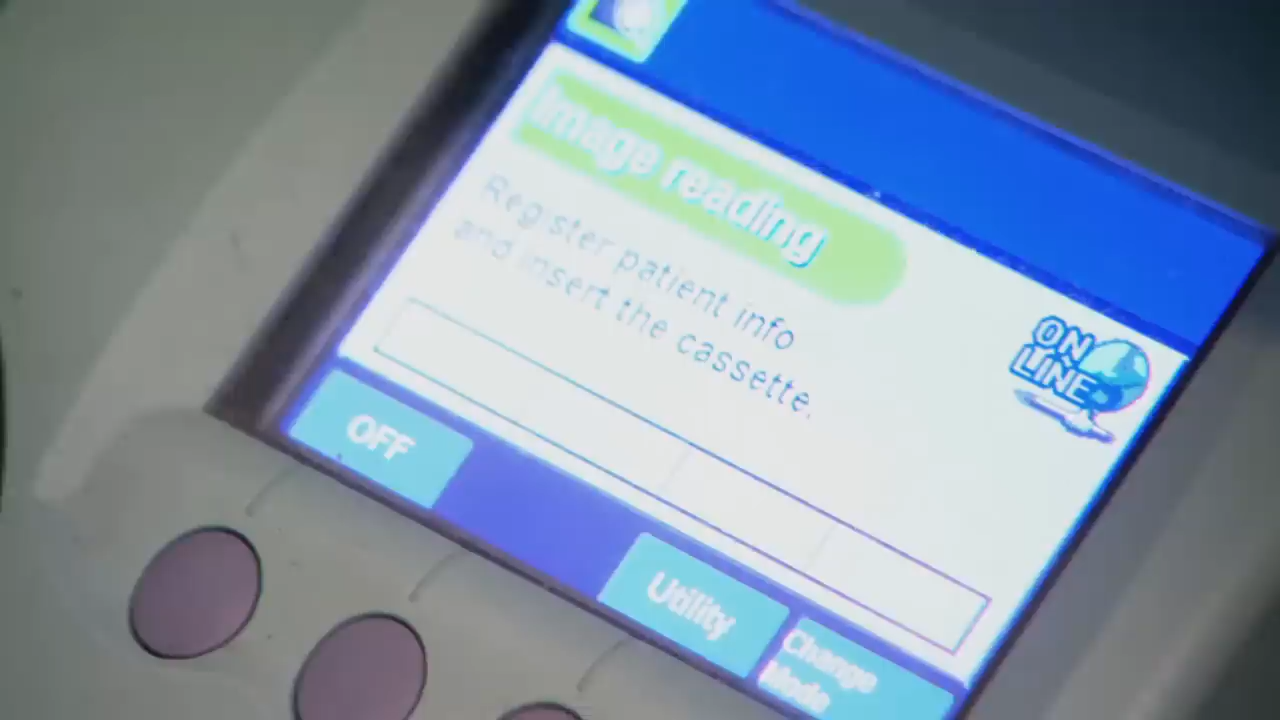 Image reading
Register patient info
and insert the cassette.
ON
LINE
OFF
Utility
Change
Mode